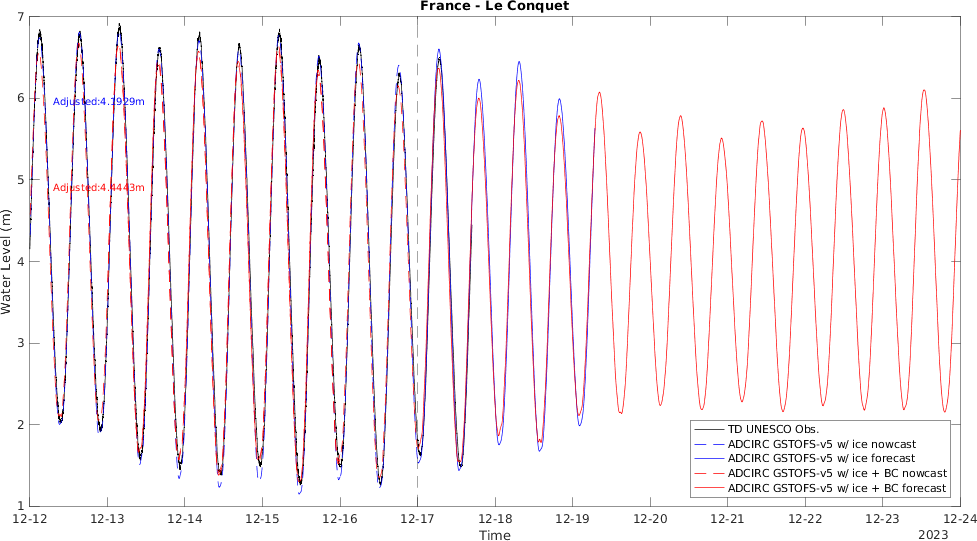 France - Le Conquet
7
6
5
4
3
2
1
Water Level (m)
Adjusted:4.1929m
Adjusted:4.4443m
TD UNESCO Obs.
ADCIRC GSTOFS-v5 w/ ice nowcast
ADCIRC GSTOFS-v5 w/ ice forecast
ADCIRC GSTOFS-v5 w/ ice + BC nowcast
ADCIRC GSTOFS-v5 w/ ice + BC forecast
12-12 12-13 12-14 12-15 12-16 12-17 12-18 12-19 12-20 12-21 12-22 12-23 12-24
Time
2023